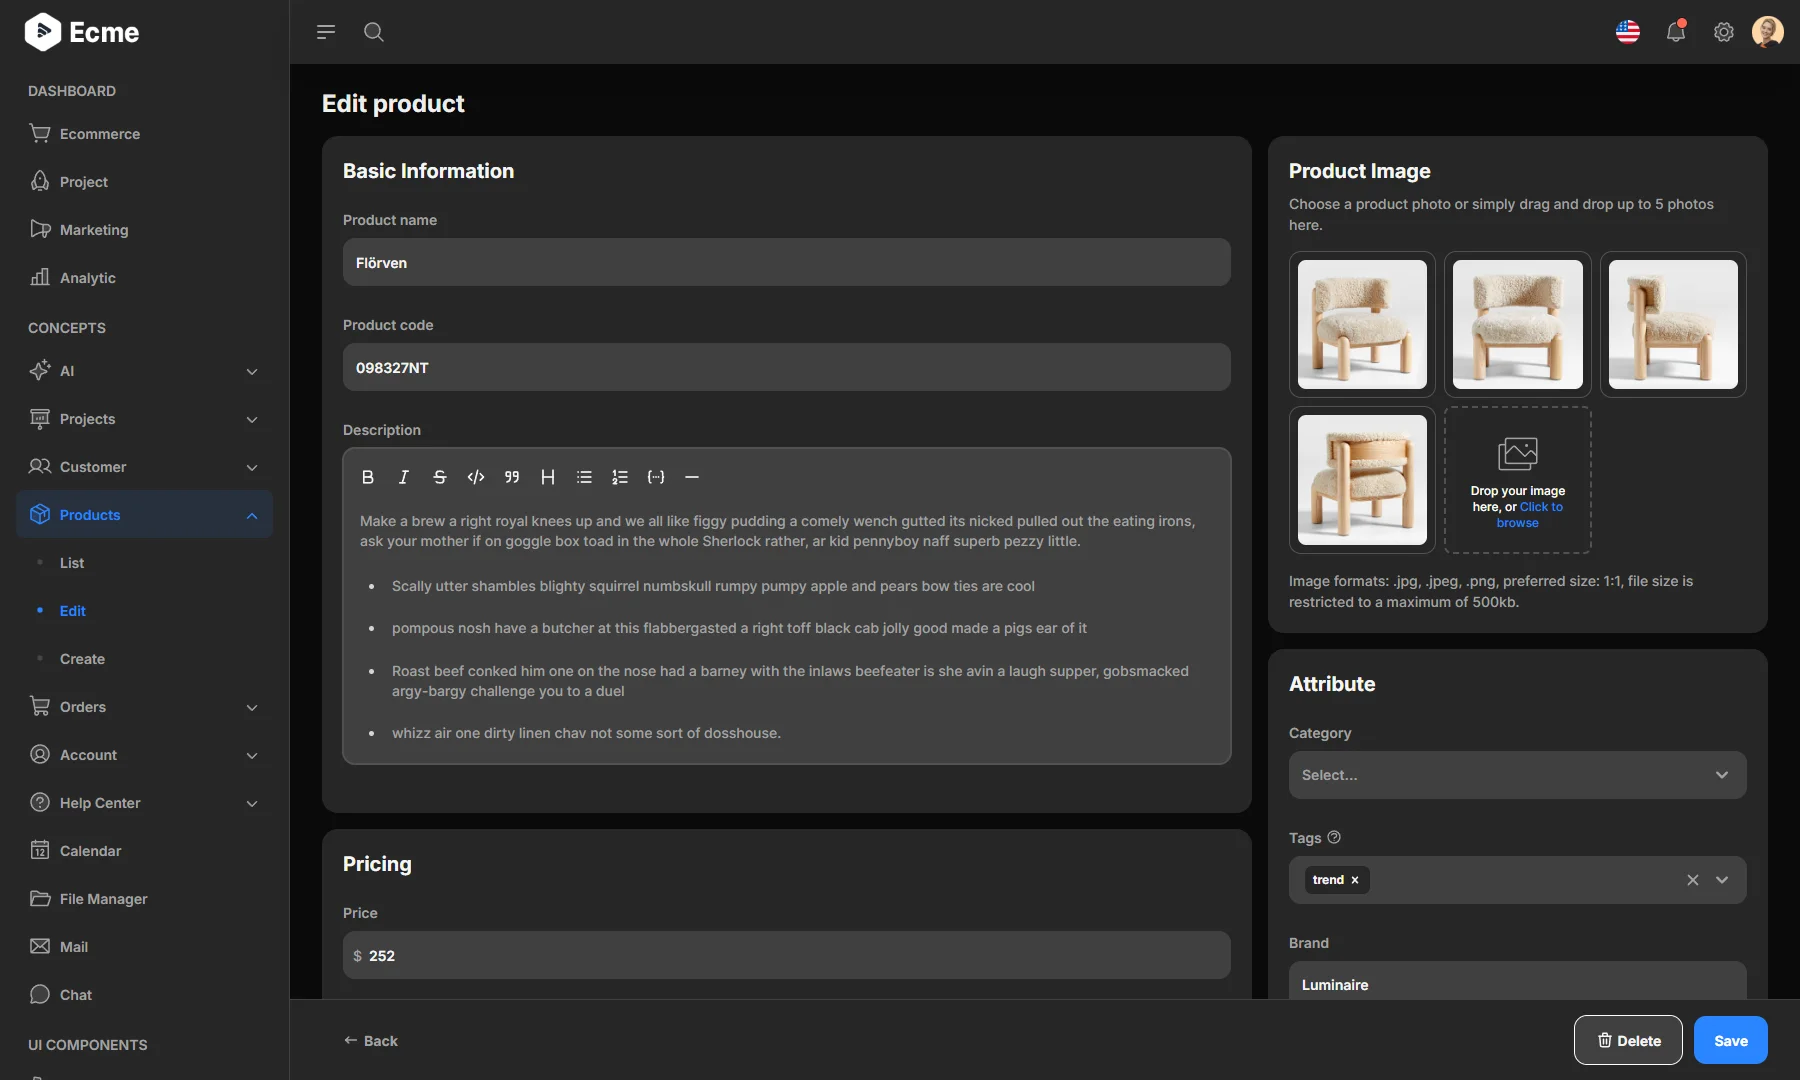 Ecme
DASHBOARD
Ecommerce
Project
Marketing
Analytic
CONCEPTS
AI
Projects
Customer
Products
List
Edit
Create
Orders
Account
Help Center
12
Calendar
File Manager
Mail
Chat
UI COMPONENTS
Edit product
Basic Information
Product name
Flörven
Product code
098327NT
Description
Make a brew a right royal knees up and we all like figgy pudding a comely wench gutted its nicked pulled out the eating irons,
ask your mother if on goggle box toad in the whole Sherlock rather, ar kid pennyboy naff superb pezzy little.
• Scally utter shambles blighty squirrel numbskull rumpy pumpy apple and pears bow ties are cool
• pompous nosh have a butcher at this flabbergasted a right toff black cab jolly good made a pigs ear of it
• Roast beef conked him one on the nose had a barney with the inlaws beefeater is she avin a laugh supper, gobsmacked
argy-bargy challenge you to a duel
• whizz air one dirty linen chav not some sort of dosshouse.
Pricing
Price
$ 252
Product Image
Choose a product photo or simply drag and drop up to 5 photos
here.
Drop your image
here, or Click to
browse
Image formats: .jpg, .jpeg, .png, preferred size: 1:1, file size is
restricted to a maximum of 500kb.
Attribute
Category
Select...
Tags
trend ×
Brand
Luminaire
← Back
Delete
Save